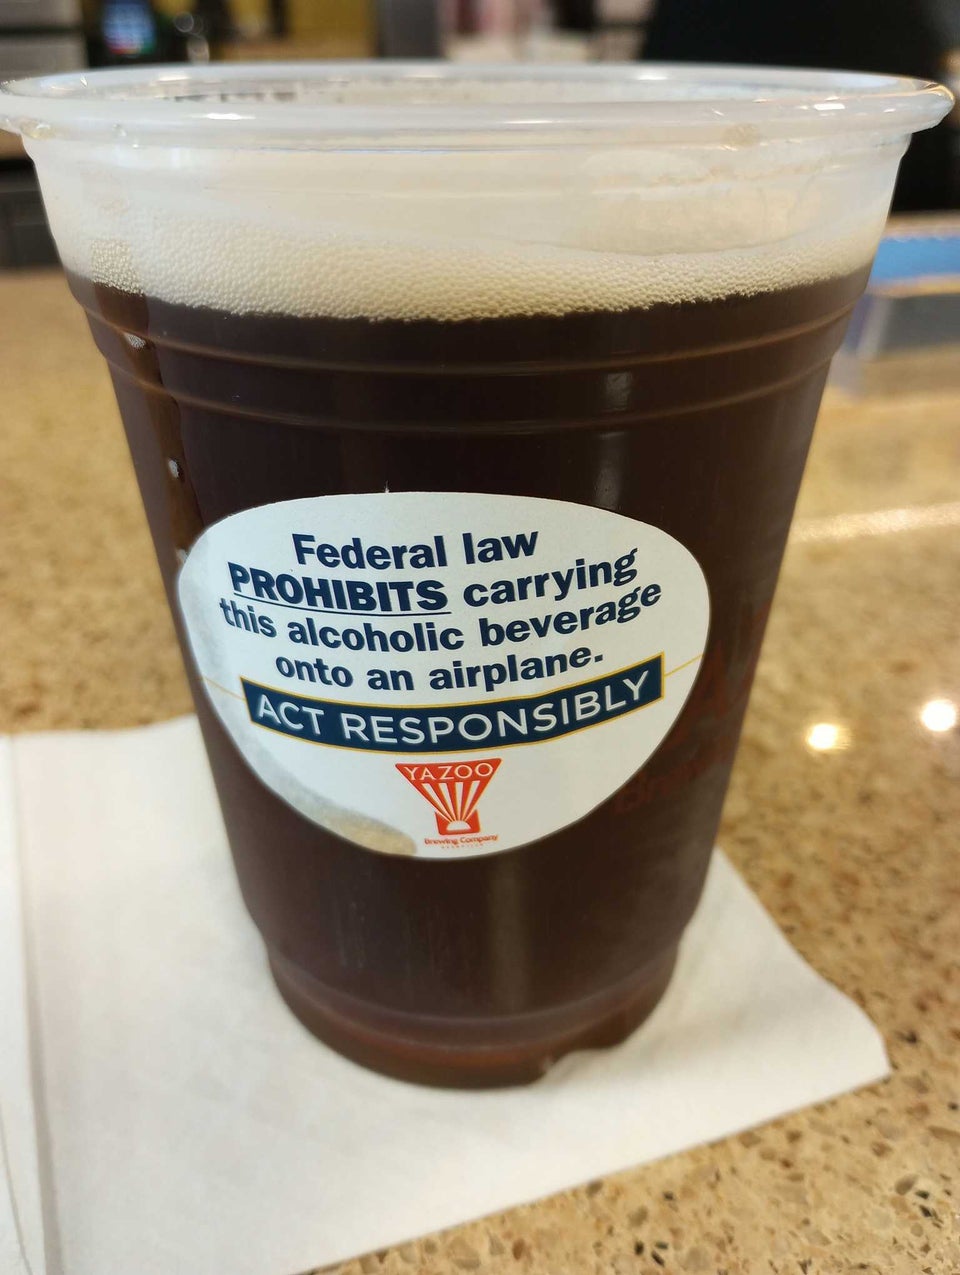 Federal law
PROHIBITS carrying
this alcoholic beverage
onto an airplane.
ACT RESPONSIBLY
YAZOO
Brewing Company